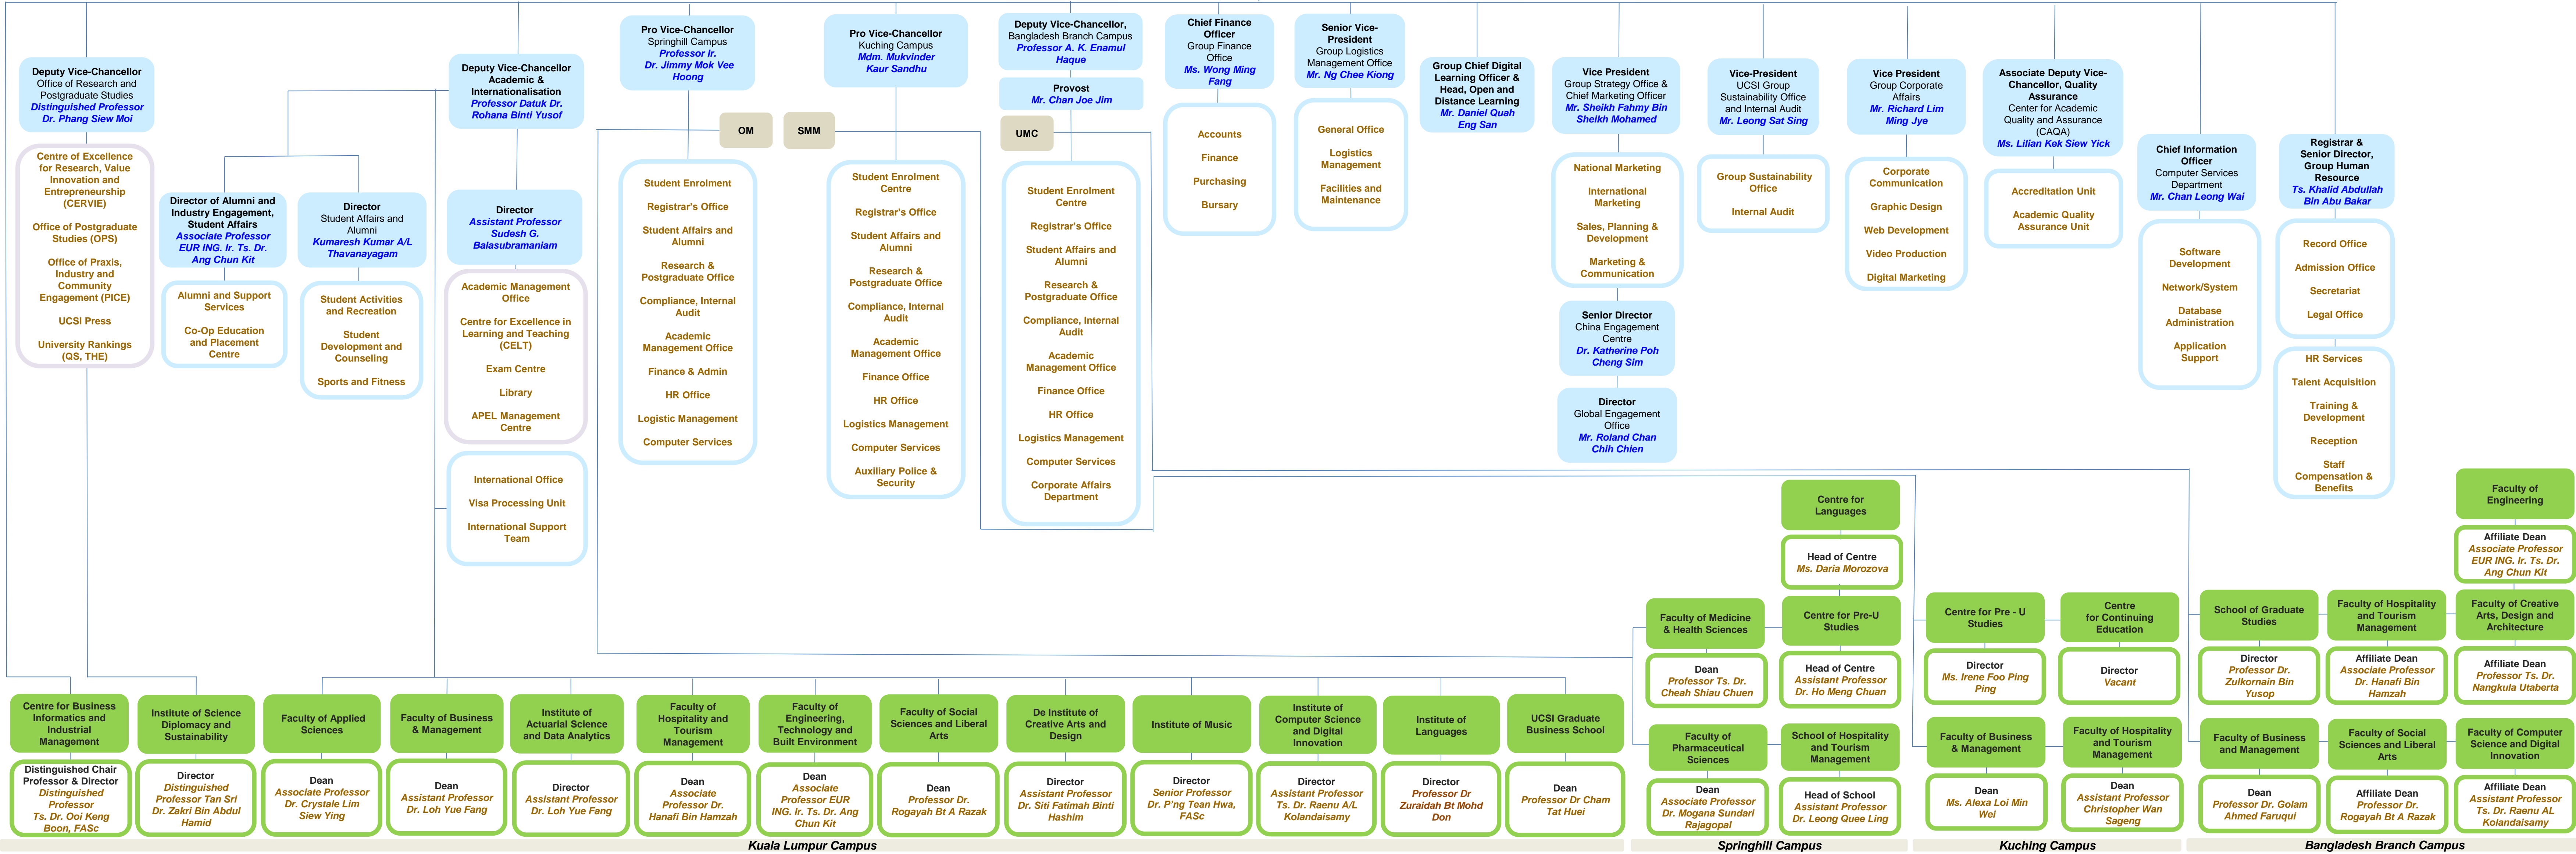 Deputy Vice-Chancellor
Office of Research and
Postgraduate Studies
Distinguished Professor
Dr. Phang Siew Moi
Centre of Excellence
for Research, Value
Innovation and
Entrepreneurship
(CERVIE)
Office of Postgraduate
Studies (OPS)
Office of Praxis,
Industry and
Community
Engagement (PICE)
UCSI Press
University Rankings
(QS, THE)
Director of Alumni and
Industry Engagement,
Student Affairs
Associate Professor
EUR ING. Ir. Ts. Dr.
Ang Chun Kit
Alumni and Support
Services
Co-Op Education
and Placement
Centre
Director
Student Affairs and
Alumni
Kumaresh Kumar A/L
Thavanayagam
Student Activities
and Recreation
Student
Development and
Counseling
Sports and Fitness
Deputy Vice-Chancellor
Academic &
Internationalisation
Professor Datuk Dr.
Rohana Binti Yusof
Director
Assistant Professor
Sudesh G.
Balasubramaniam
Academic Management
Office
Centre for Excellence in
Learning and Teaching
(CELT)
Exam Centre
Library
APEL Management
Centre
International Office
Visa Processing Unit
International Support
Team
Pro Vice-Chancellor
Springhill Campus
Professor Ir.
Dr. Jimmy Mok Vee
Hoong
OM
Student Enrolment
Registrar's Office
Student Affairs and
Alumni
Research &
Postgraduate Office
Compliance, Internal
Audit
Academic
Management Office
Finance & Admin
HR Office
Logistic Management
Computer Services
Pro Vice-Chancellor
Kuching Campus
Mdm. Mukvinder
Kaur Sandhu
SMM
Student Enrolment
Centre
Registrar's Office
Student Affairs and
Alumni
Research &
Postgraduate Office
Compliance, Internal
Audit
Academic
Management Office
Finance Office
HR Office
Logistics Management
Computer Services
Auxiliary Police &
Security
Deputy Vice-Chancellor,
Bangladesh Branch Campus
Professor A. K. Enamul
Haque
Provost
Mr. Chan Joe Jim
UMC
Student Enrolment
Centre
Registrar's Office
Student Affairs and
Alumni
Research &
Postgraduate Office
Compliance, Internal
Audit
Academic
Management Office
Finance Office
HR Office
Logistics Management
Computer Services
Corporate Affairs
Department
Chief Finance
Officer
Group Finance
Office
Ms. Wong Ming
Fang
Accounts
Finance
Purchasing
Bursary
Senior Vice-
President
Group Logistics
Management Office
Mr. Ng Chee Kiong
General Office
Logistics
Management
Facilities and
Maintenance
Group Chief Digital
Learning Officer &
Head, Open and
Distance Learning
Mr. Daniel Quah
Eng San
Vice President
Group Strategy Office &
Chief Marketing Officer
Mr. Sheikh Fahmy Bin
Sheikh Mohamed
National Marketing
International
Marketing
Sales, Planning &
Development
Marketing &
Communication
Senior Director
China Engagement
Centre
Dr. Katherine Poh
Cheng Sim
Director
Global Engagement
Office
Mr. Roland Chan
Chih Chien
Vice-President
UCSI Group
Sustainability Office
and Internal Audit
Mr. Leong Sat Sing
Group Sustainability
Office
Internal Audit
Vice President
Group Corporate
Affairs
Mr. Richard Lim
Ming Jye
Corporate
Communication
Graphic Design
Web Development
Video Production
Digital Marketing
Associate Deputy Vice-
Chancellor, Quality
Assurance
Center for Academic
Quality and Assurance
(CAQA)
Ms. Lilian Kek Siew Yick
Accreditation Unit
Academic Quality
Assurance Unit
Chief Information
Officer
Computer Services
Department
Mr. Chan Leong Wai
Software
Development
Network/System
Database
Administration
Application
Support
Registrar &
Senior Director,
Group Human
Resource
Ts. Khalid Abdullah
Bin Abu Bakar
Record Office
Admission Office
Secretariat
Legal Office
HR Services
Talent Acquisition
Training &
Development
Reception
Staff
Compensation &
Benefits
Centre for Business
Informatics and
Industrial
Management
Distinguished Chair
Professor & Director
Distinguished
Professor
Ts. Dr. Ooi Keng
Boon, FASc
Institute of Science
Diplomacy and
Sustainability
Director
Distinguished
Professor Tan Sri
Dr. Zakri Bin Abdul
Hamid
Faculty of Applied
Sciences
Dean
Associate Professor
Dr. Crystale Lim
Siew Ying
Faculty of Business
& Management
Dean
Assistant Professor
Dr. Loh Yue Fang
Institute of
Actuarial Science
and Data Analytics
Director
Assistant Professor
Dr. Loh Yue Fang
Faculty of
Hospitality and
Tourism
Management
Dean
Associate
Professor Dr.
Hanafi Bin Hamzah
Faculty of
Engineering,
Technology and
Built Environment
Dean
Associate
Professor EUR
ING. Ir. Ts. Dr. Ang
Chun Kit
Faculty of Social
Sciences and Liberal
Arts
Dean
Professor Dr.
Rogayah Bt A Razak
De Institute of
Creative Arts and
Design
Director
Assistant Professor
Dr. Siti Fatimah Binti
Hashim
Institute of Music
Director
Senior Professor
Dr. P'ng Tean Hwa,
FASc
Institute of
Computer Science
and Digital
Innovation
Director
Assistant Professor
Ts. Dr. Raenu A/L
Kolandaisamy
Institute of
Languages
Director
Professor Dr
Zuraidah Bt Mohd
Don
UCSI Graduate
Business School
Dean
Professor Dr Cham
Tat Huei
Kuala Lumpur Campus
Centre for
Languages
Head of Centre
Ms. Daria Morozova
Faculty of Medicine
& Health Sciences
Dean
Professor Ts. Dr.
Cheah Shiau Chuen
Centre for Pre-U
Studies
Head of Centre
Assistant Professor
Dr. Ho Meng Chuan
Faculty of
Pharmaceutical
Sciences
Dean
Associate Professor
Dr. Mogana Sundari
Rajagopal
School of Hospitality
and Tourism
Management
Head of School
Assistant Professor
Dr. Leong Quee Ling
Springhill Campus
Centre for Pre - U
Studies
Director
Ms. Irene Foo Ping
Ping
Centre
for Continuing
Education
Director
Vacant
Faculty of Business
& Management
Dean
Ms. Alexa Loi Min
Wei
Faculty of Hospitality
and Tourism
Management
Dean
Assistant Professor
Christopher Wan
Sageng
Kuching Campus
Faculty of
Engineering
Affiliate Dean
Associate Professor
EUR ING. Ir. Ts. Dr.
Ang Chun Kit
School of Graduate
Studies
Director
Professor Dr.
Zulkornain Bin
Yusop
Faculty of Hospitality
and Tourism
Management
Affiliate Dean
Associate Professor
Dr. Hanafi Bin
Hamzah
Faculty of Creative
Arts, Design and
Architecture
Affiliate Dean
Professor Ts. Dr.
Nangkula Utaberta
Faculty of Business
and Management
Dean
Professor Dr. Golam
Ahmed Faruqui
Faculty of Social
Sciences and Liberal
Arts
Affiliate Dean
Professor Dr.
Rogayah Bt A Razak
Faculty of Computer
Science and Digital
Innovation
Affiliate Dean
Assistant Professor
Ts. Dr. Raenu AL
Kolandaisamy
Bangladesh Branch Campus